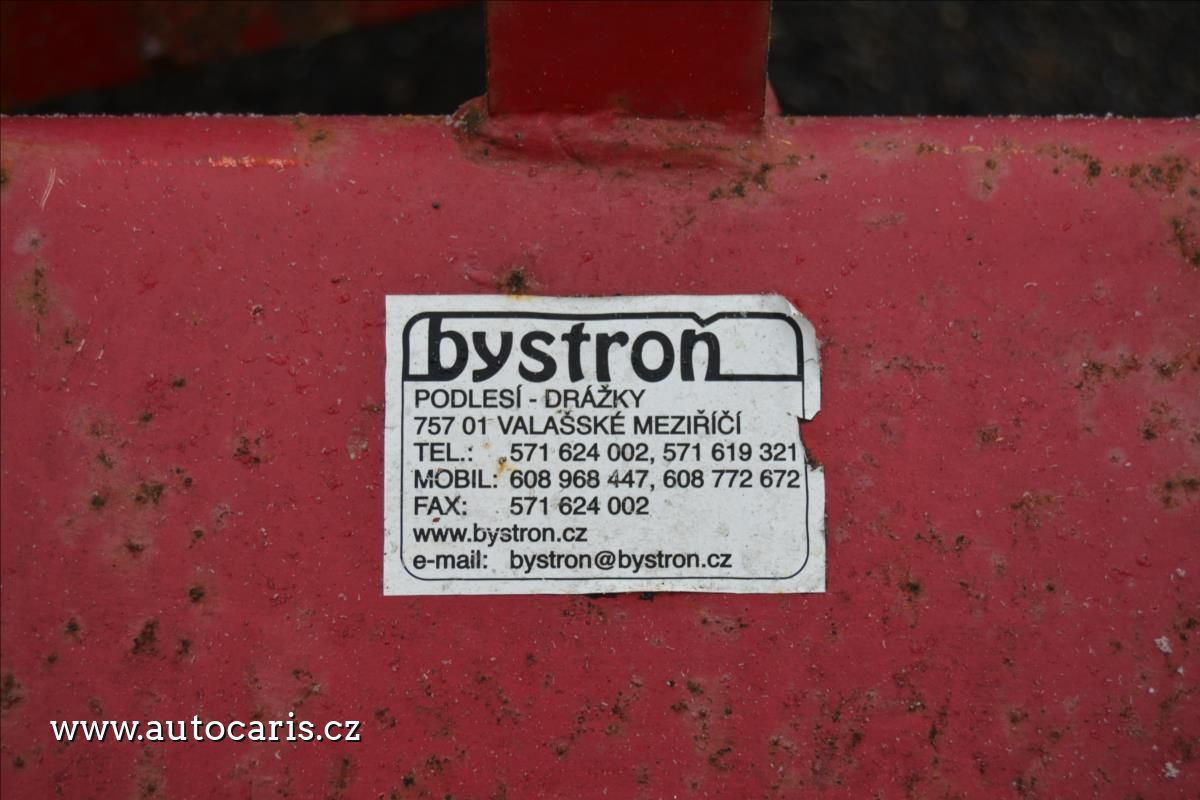 bystroň
PODLESÍ - DRÁŽKY
757 01 VALAŠSKÉ MEZIŘÍČÍ
TEL.: 571 624 002, 571 619 321
MOBIL: 608 968 447, 608 772 672
FAX: 571 624 002
www.bystron.cz
e-mail: bystron@bystron.cz
www.autocaris.cz